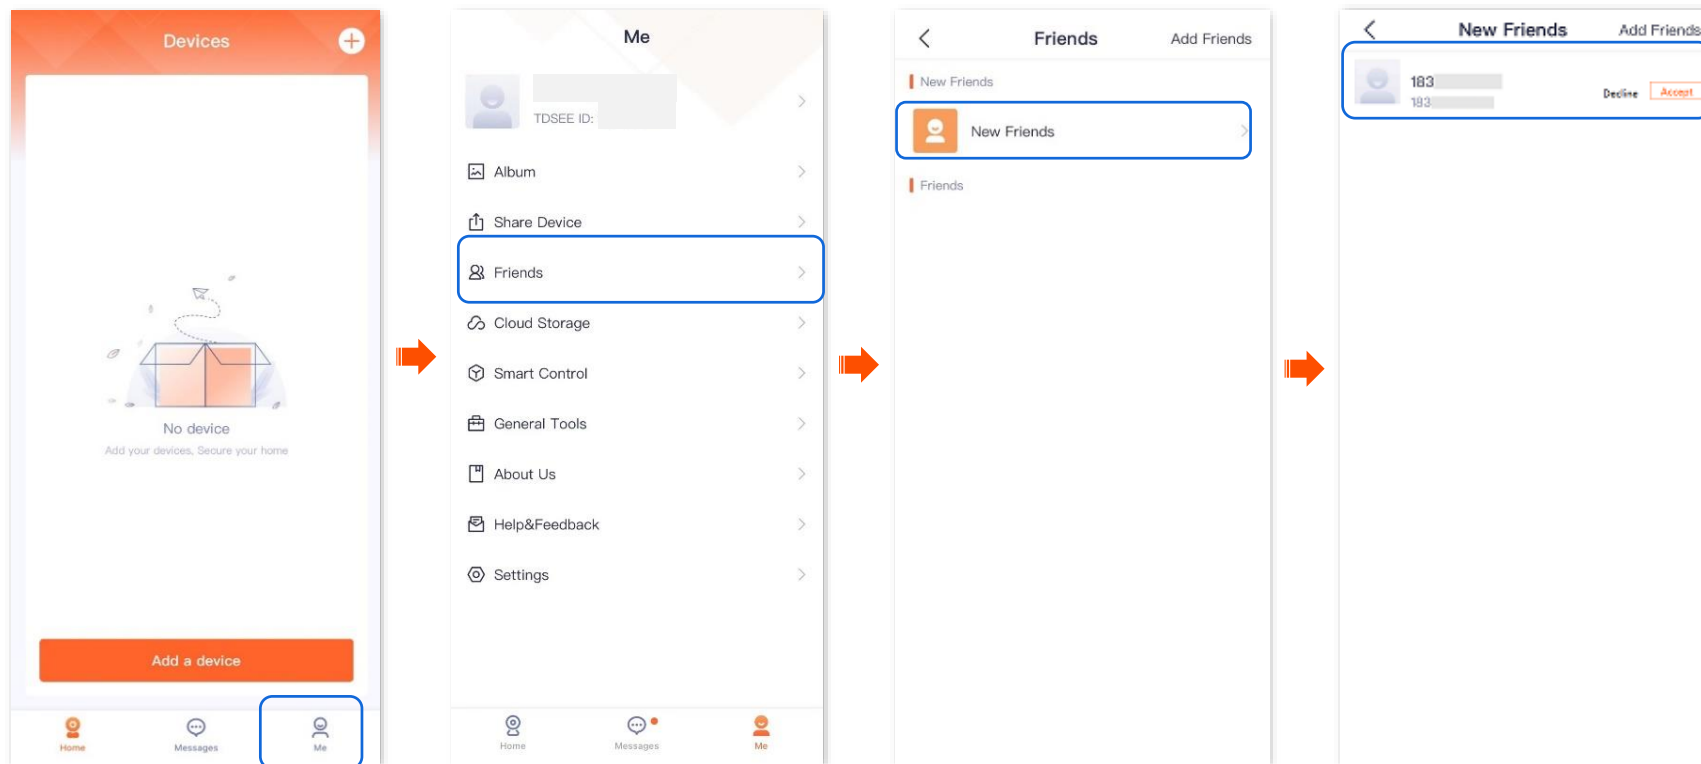 Devices
No device
Add your devices, Secure your home
Add a device
Home
Messages
Me
Me
TDSEE ID:
Album
Share Device
Friends
Cloud Storage
Smart Control
General Tools
About Us
Help&Feedback
Settings
Home
Messages
Me
Friends
Add Friends
New Friends
New Friends
Friends
New Friends
Add Friends
183
183
Decline
Accept